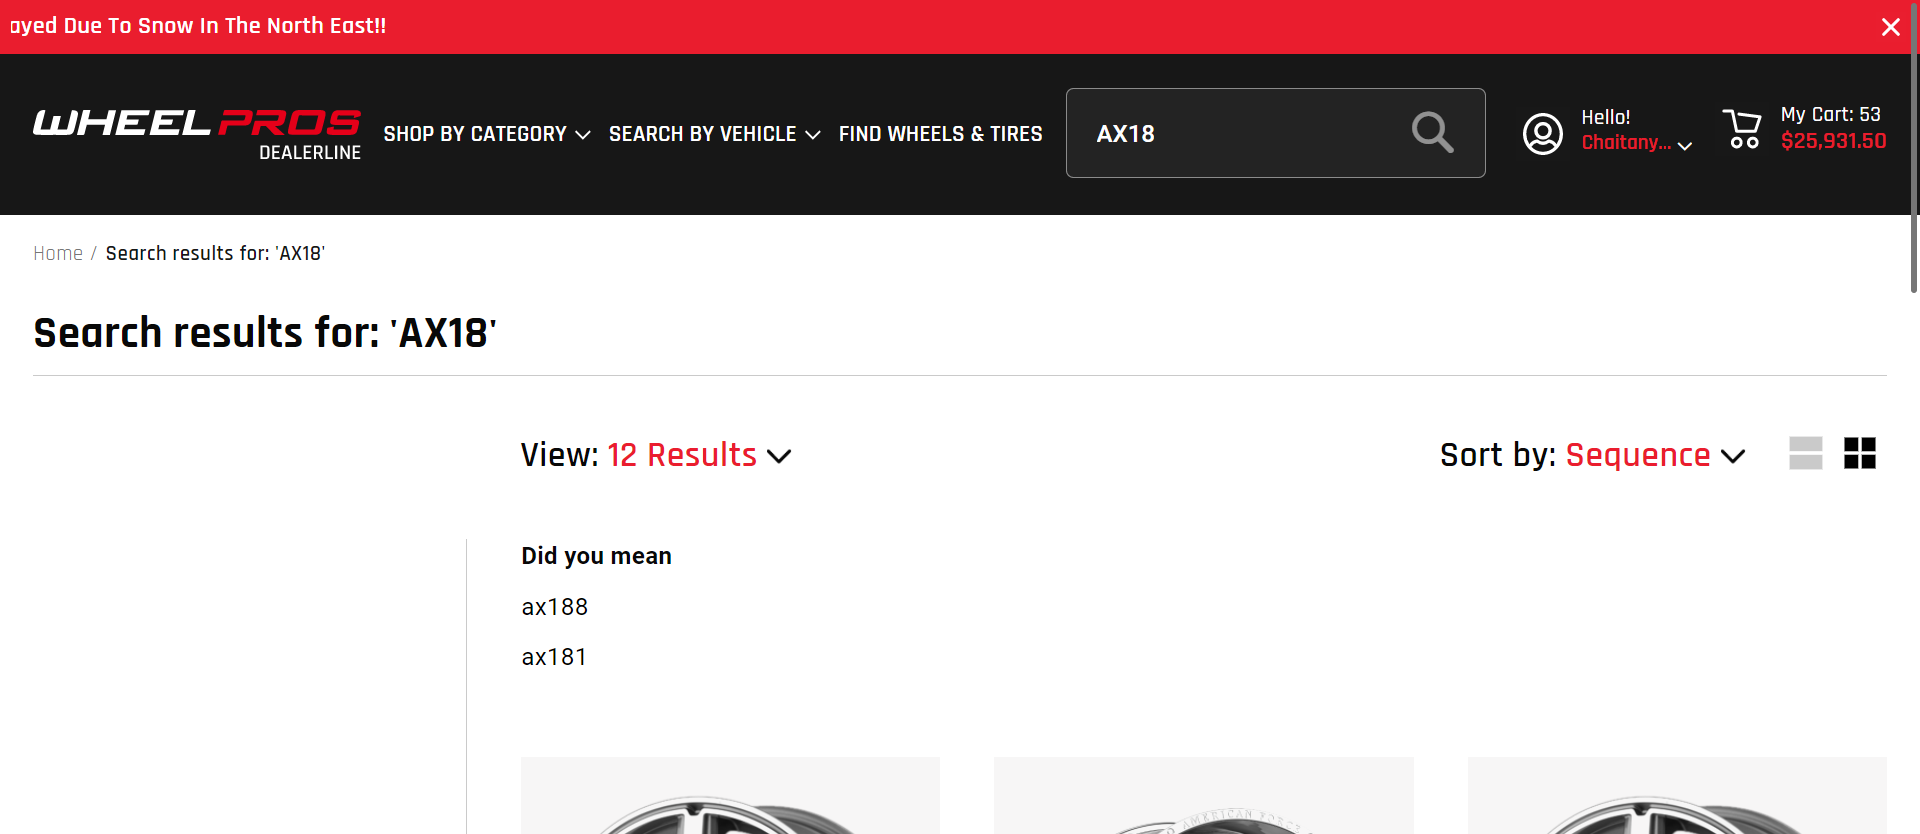 ayed Due To Snow In The North East!!
WHEEL PROS
DEALERLINE
SHOP BY CATEGORY
SEARCH BY VEHICLE
FIND WHEELS & TIRES
AX18
Hello!
Chaitany...
My Cart: 53
$25,931.50
Home / Search results for: 'AX18'
Search results for: 'AX18'
View: 12 Results
Sort by: Sequence
Did you mean
ax188
ax181
AMERICAN FORCE